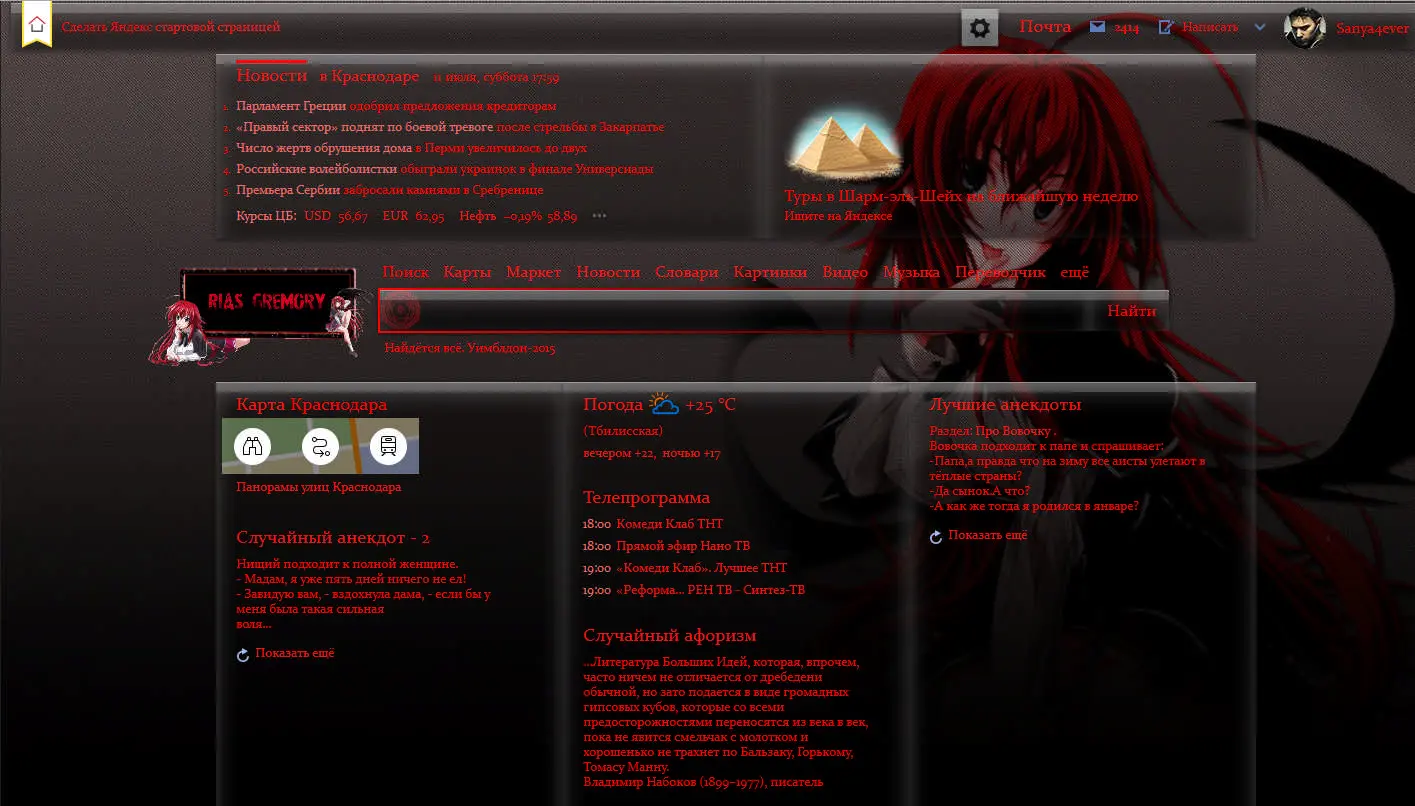 Сделать Яндекс стартовой страницей
Почта 2414 Написать Sanya4ever
Новости в Краснодаре 11 июля, суббота 17:59
1. Парламент Греции одобрил предложения кредиторам
2. «Правый сектор» поднят по боевой тревоге после стрельбы в Закарпатье
3. Число жертв обрушения дома в Перми увеличилось до двух
4. Российские волейболистки обыграли украинок в финале Универсиады
5. Премьера Сербии забросали камнями в Сребренице
Курсы ЦБ: USD 56,67 EUR 62,95 Нефть −0,19% 58,89 •••
Туры в Шарм-эль-Шейх на ближайшую неделю
Ищите на Яндексе
Поиск Карты Маркет Новости Словари Картинки Видео Музыка Переводчик ещё
RIAS GREMORY
Найти
Найдётся всё. Уимблдон-2015
Карта Краснодара
Панорамы улиц Краснодара
Случайный анекдот - 2
Нищий подходит к полной женщине.
- Мадам, я уже пять дней ничего не ел!
- Завидую вам, - вздохнула дама, - если бы у
меня была такая сильная
воля...
Показать ещё
Погода +25 °C
(Тбилисская)
вечером +22, ночью +17
Телепрограмма
18:00 Комеди Клаб ТНТ
18:00 Прямой эфир Нано ТВ
19:00 «Комеди Клаб». Лучшее ТНТ
19:00 «Реформа... РЕН ТВ - Синтез-ТВ
Случайный афоризм
...Литература Больших Идей, которая, впрочем,
часто ничем не отличается от дребедени
обычной, но зато подается в виде громадных
гипсовых кубов, которые со всеми
предосторожностями переносятся из века в век,
пока не явится смельчак с молотком и
хорошенько не трахнет по Бальзаку, Горькому,
Томасу Манну.
Владимир Набоков (1899–1977), писатель
Лучшие анекдоты
Раздел: Про Вовочку .
Вовочка подходит к папе и спрашивает:
-Папа,а правда что на зиму все аисты улетают в
тёплые страны?
-Да сынок.А что?
-А как же тогда я родился в январе?
Показать ещё